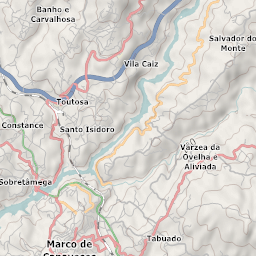 Banho e
Carvalhosa
Salvador do
Monte
Vila Caiz
Toutosa
Constance
Santo Isidoro
Várzea da
Ovelha e
Aliviada
Sobretâmega
Tabuado
Marco de
Canaveses